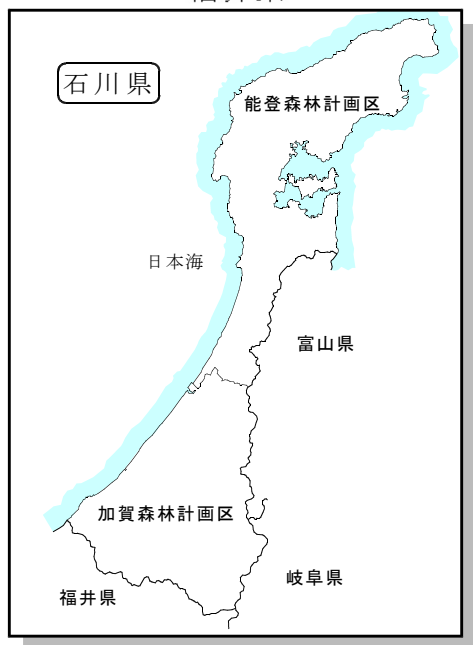 石川県
能登森林計画区
日本海
富山県
加賀森林計画区
岐阜県
福井県